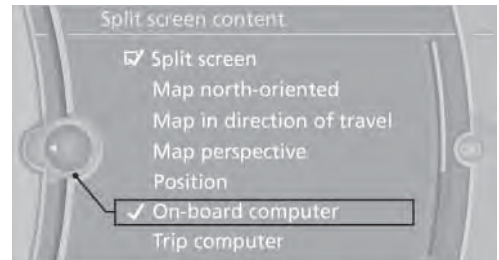 Split screen content
Split screen
Map north-oriented
Map in direction of travel
Map perspective
Position
On-board computer
Trip computer